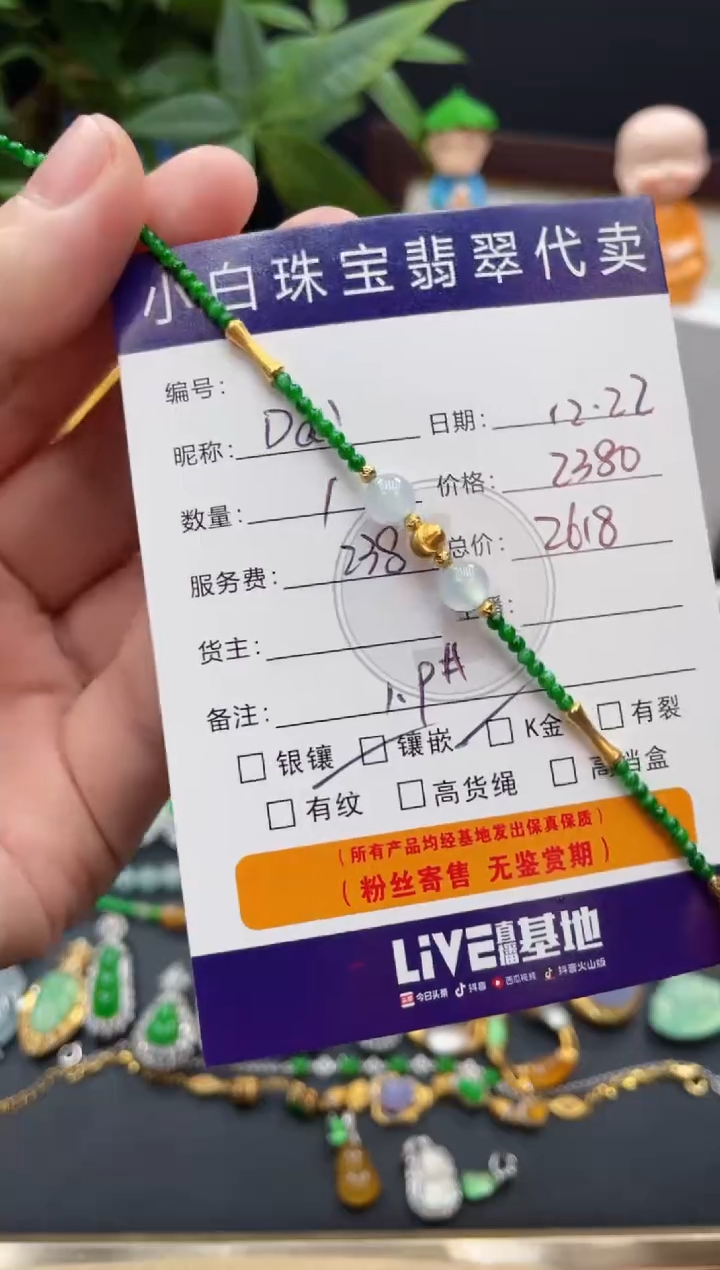 小白珠宝翡翠代卖
编号:
昵称: Dai 日期: 12.22
数量: 1 价格: 2380
服务费: 238 总价: 2618
货主:
备注:
银镶 镶嵌 K金 有裂
有纹 高货绳 高档盒
(所有产品均经基地发出保真保质)
(粉丝寄售 无鉴赏期)
LiVE直播基地
今日头条 抖音 西瓜视频 抖音火山版